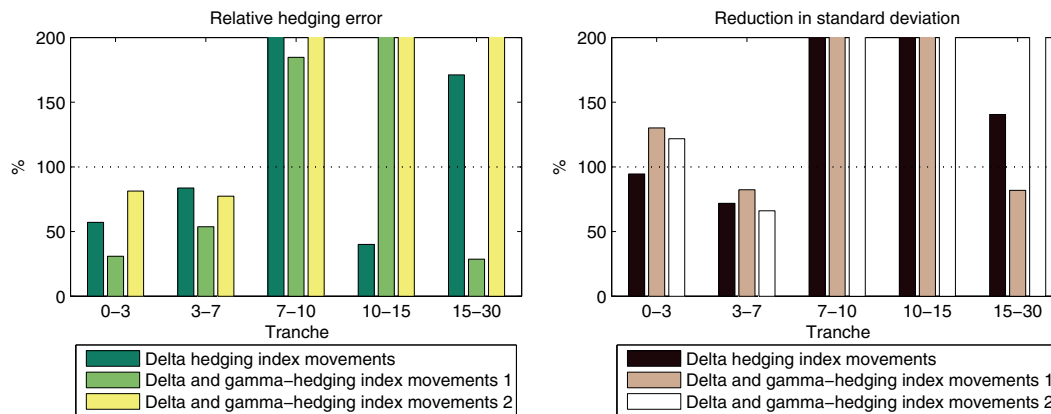 Relative hedging error
200
150
100
50
0
%
0–3 3–7 7–10 10–15 15–30
Tranche
Delta hedging index movements
Delta and gamma–hedging index movements 1
Delta and gamma–hedging index movements 2
Reduction in standard deviation
200
150
100
50
0
%
0–3 3–7 7–10 10–15 15–30
Tranche
Delta hedging index movements
Delta and gamma–hedging index movements 1
Delta and gamma–hedging index movements 2